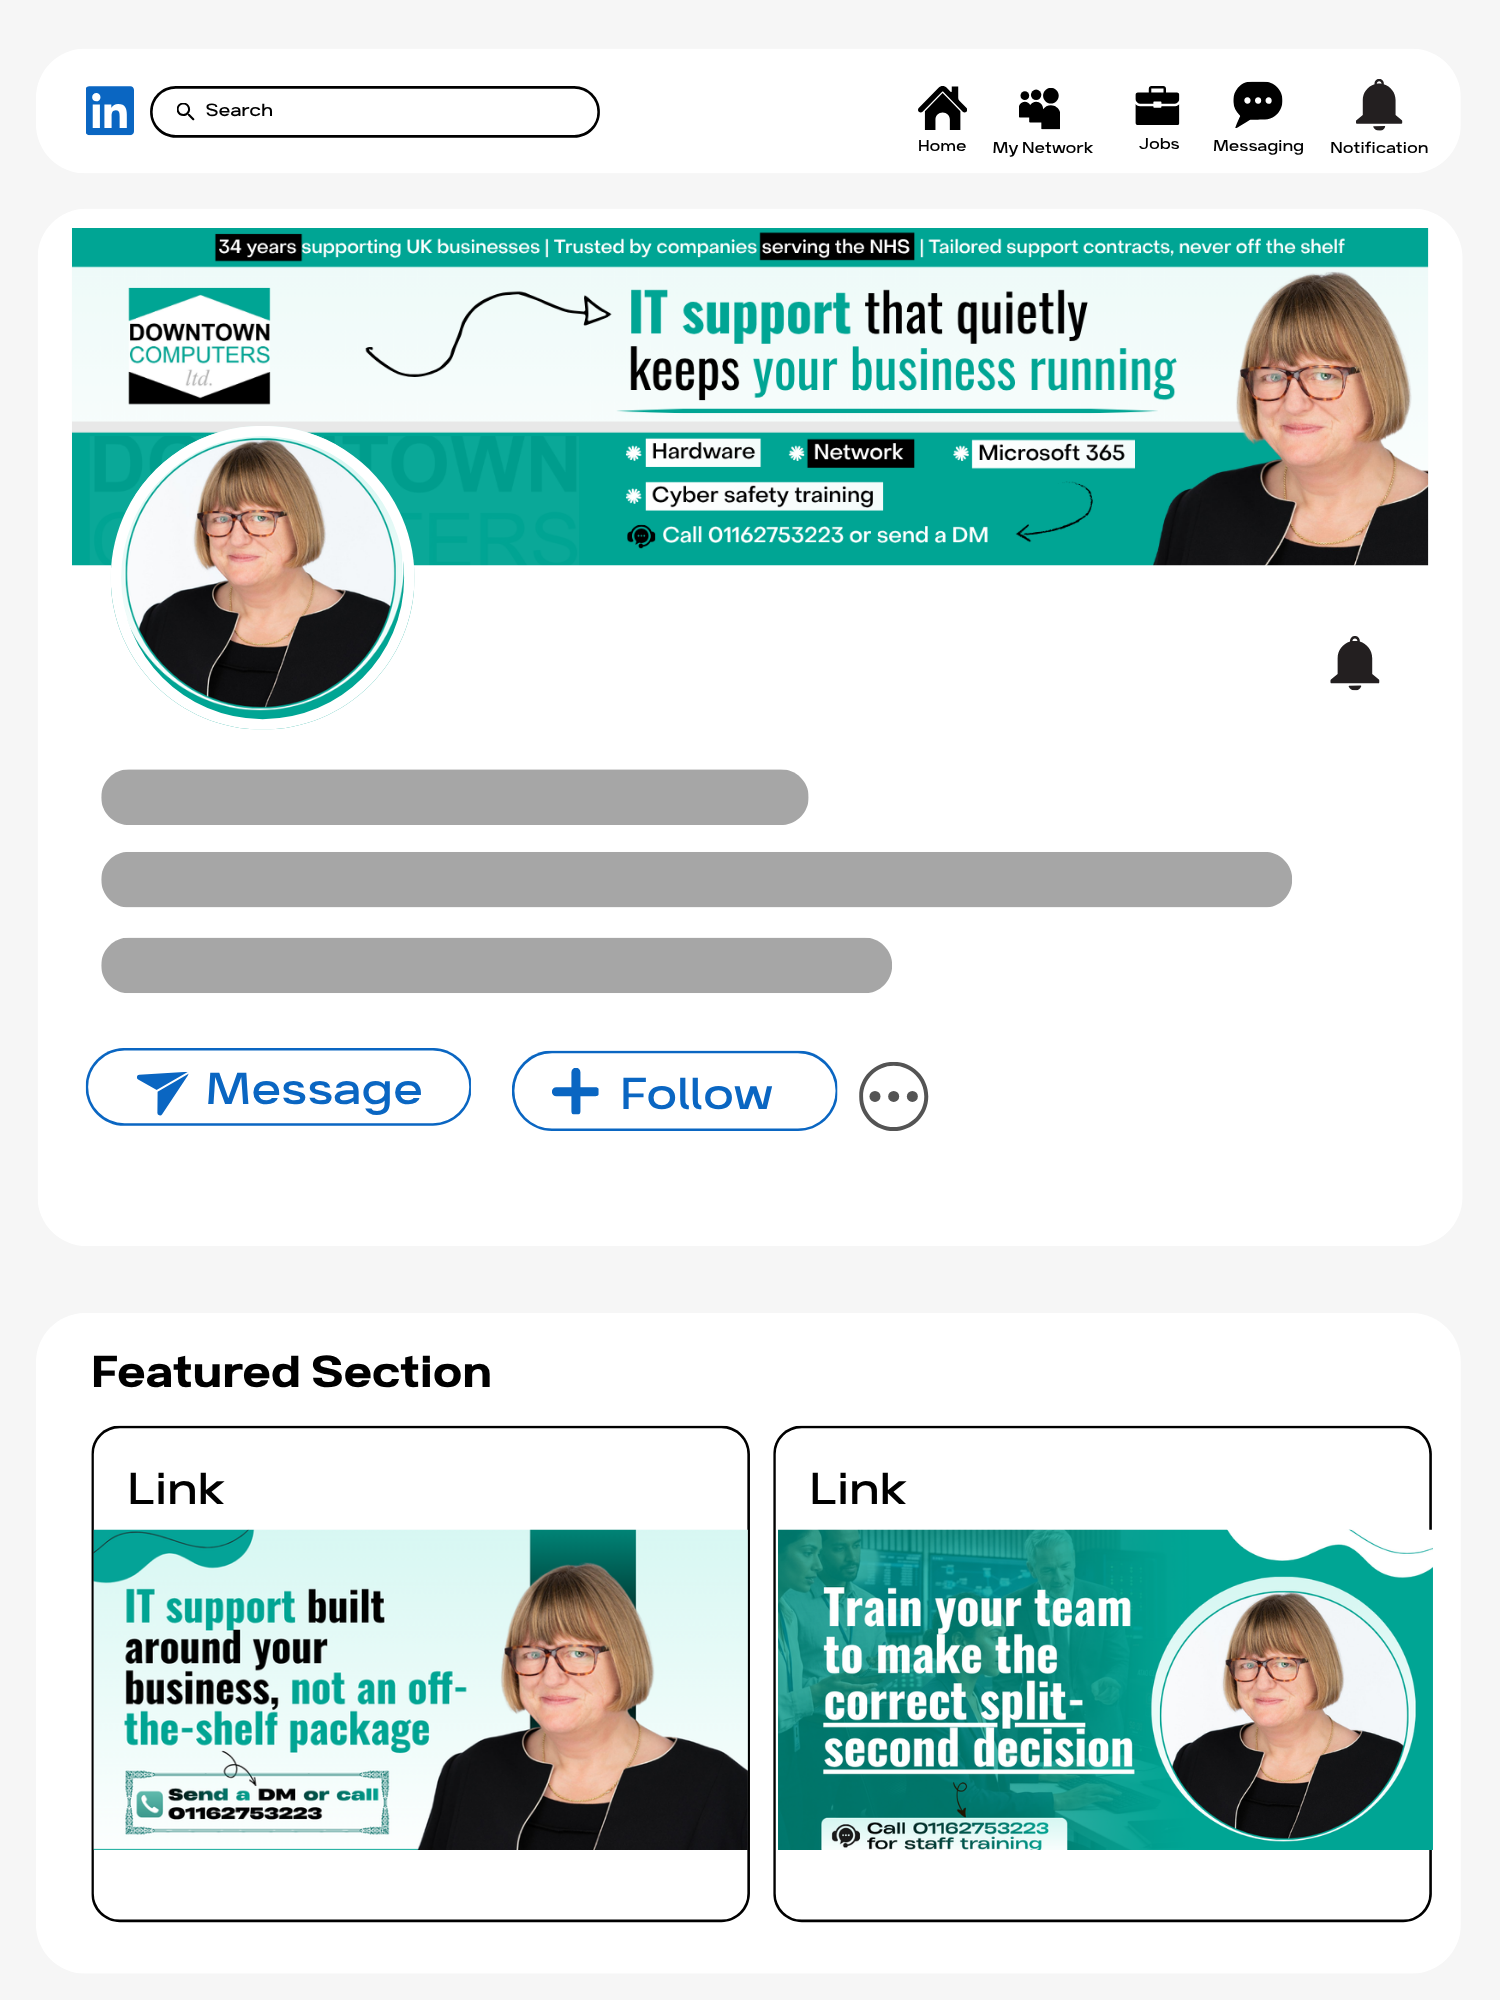 in
Search
Home
My Network
Jobs
Messaging
Notification
34 years supporting UK businesses | Trusted by companies serving the NHS | Tailored support contracts, never off the shelf
DOWNTOWN
COMPUTERS
ltd.
IT support that quietly
keeps your business running
DOWNTOWN
COMPUTERS
Hardware
Network
Microsoft 365
Cyber safety training
Call 01162753223 or send a DM
Message
Follow
Featured Section
Link
IT support built
around your
business, not an off-
the-shelf package
Send a DM or call
01162753223
Link
Train your team
to make the
correct split-
second decision
Call 01162753223
for staff training